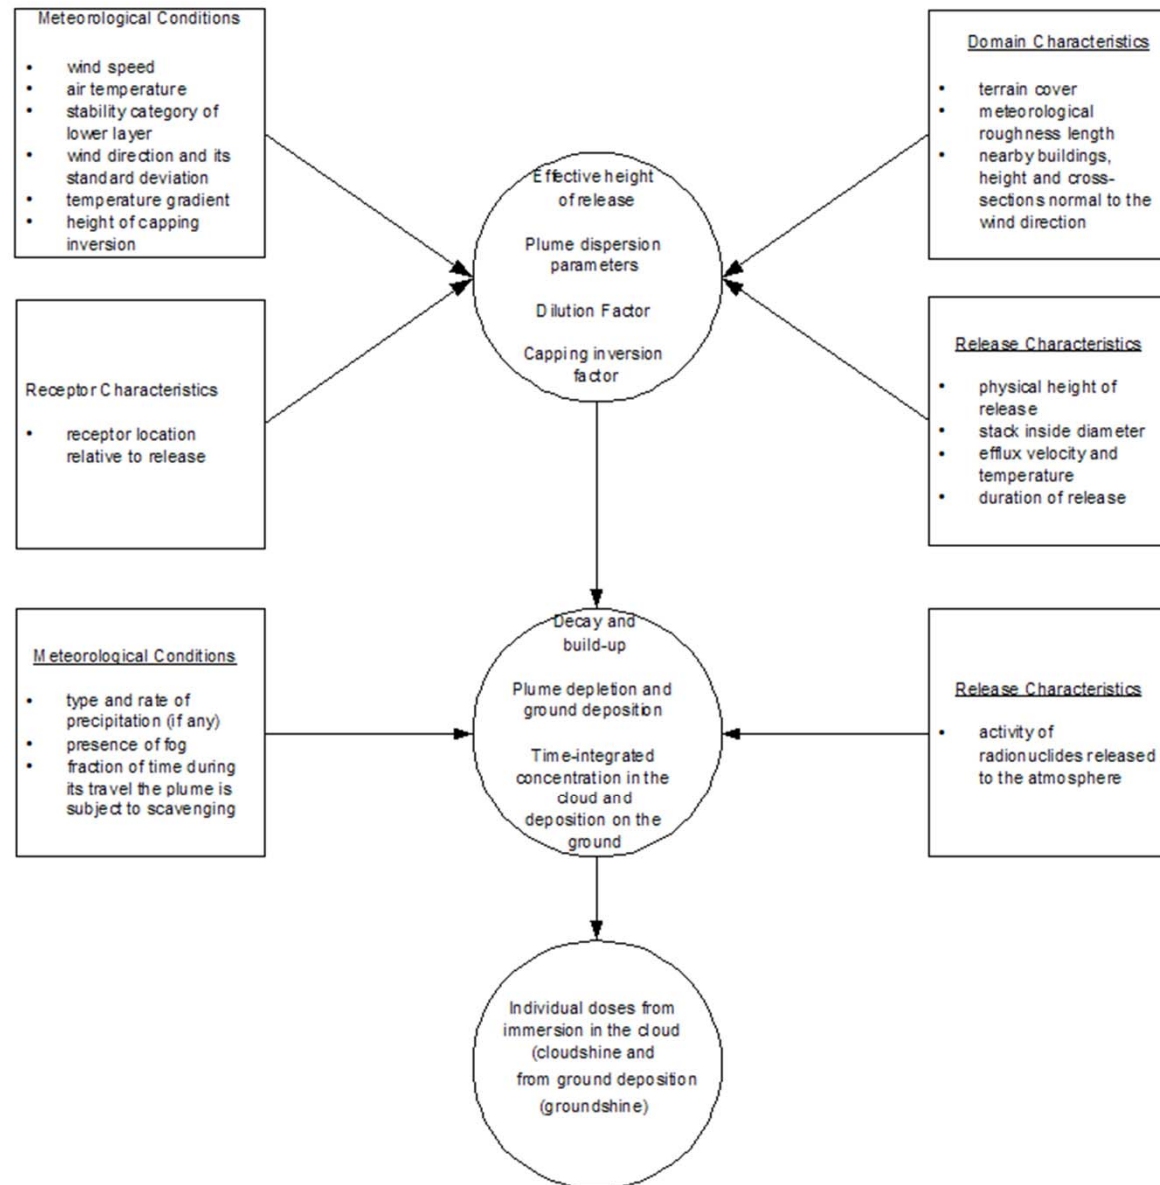 Meteorological Conditions
• wind speed
• air temperature
• stability category of
lower layer
• wind direction and its
standard deviation
• temperature gradient
• height of capping
inversion
Domain Characteristics
• terrain cover
• meteorological
roughness length
• nearby buildings,
height and cross-
sections normal to the
wind direction
Effective height
of release
Plume dispersion
parameters
Dilution Factor
Capping inversion
factor
Receptor Characteristics
• receptor location
relative to release
Release Characteristics
• physical height of
release
• stack inside diameter
• efflux velocity and
temperature
• duration of release
Meteorological Conditions
• type and rate of
precipitation (if any)
• presence of fog
• fraction of time during
its travel the plume is
subject to scavenging
Decay and
build-up
Plume depletion and
ground deposition
Time-integrated
concentration in the
cloud and
deposition on the
ground
Release Characteristics
• activity of
radionuclides released
to the atmosphere
Individual doses from
immersion in the cloud
(cloudshine and
from ground deposition
(groundshine)